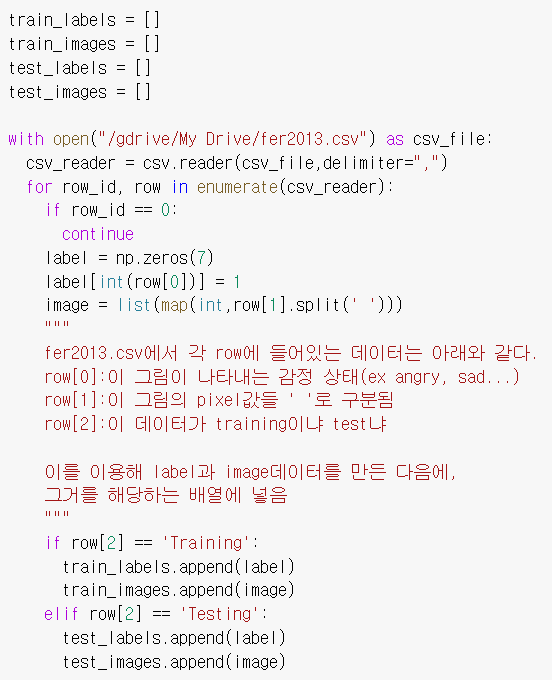 train_labels = []
train_images = []
test_labels = []
test_images = []

with open("/gdrive/My Drive/fer2013.csv") as csv_file:
  csv_reader = csv.reader(csv_file,delimiter=",")
  for row_id, row in enumerate(csv_reader):
    if row_id == 0:
      continue
    label = np.zeros(7)
    label[int(row[0])] = 1
    image = list(map(int,row[1].split(' ')))
    """
    fer2013.csv에서 각 row에 들어있는 데이터는 아래와 같다.
    row[0]:이 그림이 나타내는 감정 상태(ex angry, sad...)
    row[1]:이 그림의 pixel값들 ' '로 구분됨
    row[2]:이 데이터가 training이냐 test냐

    이를 이용해 label과 image데이터를 만든 다음에,
    그거를 해당하는 배열에 넣음
    """
    if row[2] == 'Training':
      train_labels.append(label)
      train_images.append(image)
    elif row[2] == 'Testing':
      test_labels.append(label)
      test_images.append(image)